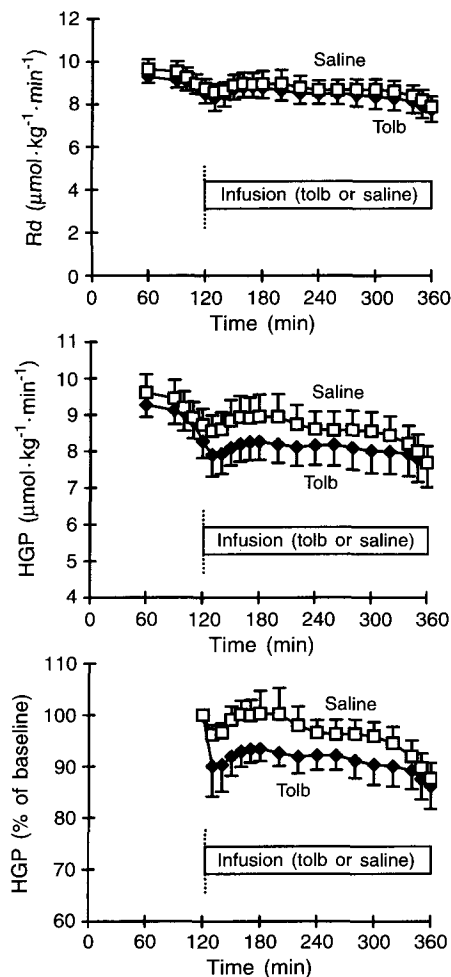 12
10
8
6
4
2
0
Rd (μmol·kg⁻¹·min⁻¹)
Saline
Tolb
Infusion (tolb or saline)
0 60 120 180 240 300 360
Time (min)
11
10
9
8
7
6
5
4
HGP (μmol·kg⁻¹·min⁻¹)
Saline
Tolb
Infusion (tolb or saline)
0 60 120 180 240 300 360
Time (min)
110
100
90
80
70
60
HGP (% of baseline)
Saline
Tolb
Infusion (tolb or saline)
0 60 120 180 240 300 360
Time (min)